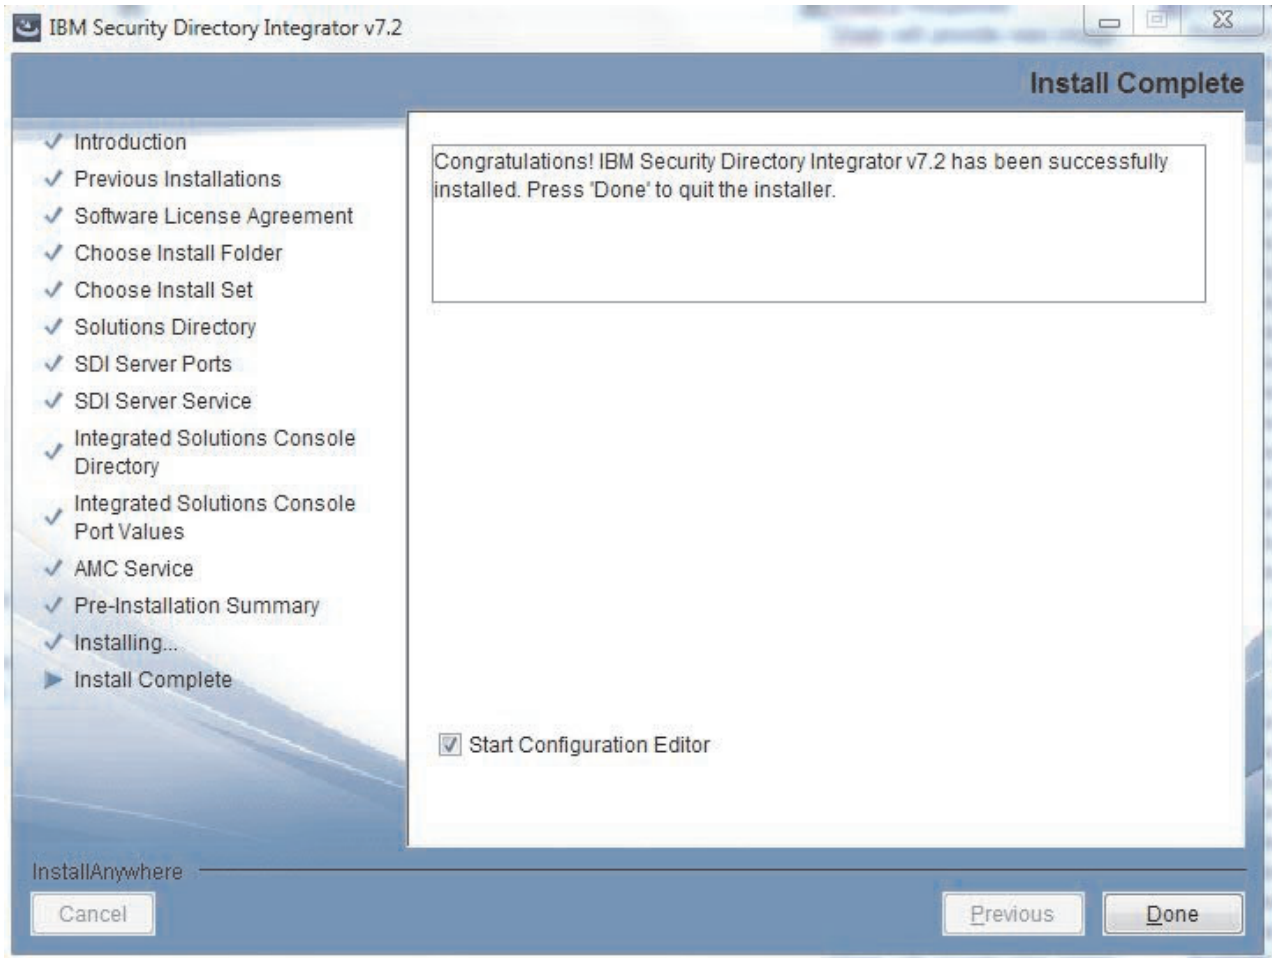 IBM Security Directory Integrator v7.2
Install Complete
Introduction
Previous Installations
Software License Agreement
Choose Install Folder
Choose Install Set
Solutions Directory
SDI Server Ports
SDI Server Service
Integrated Solutions Console
Directory
Integrated Solutions Console
Port Values
AMC Service
Pre-Installation Summary
Installing...
Install Complete
Congratulations! IBM Security Directory Integrator v7.2 has been successfully
installed. Press 'Done' to quit the installer.
Start Configuration Editor
InstallAnywhere
Cancel
Previous
Done